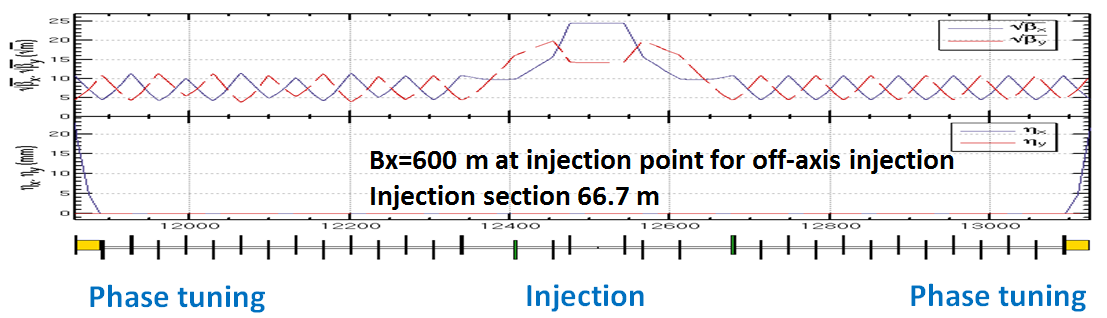 25
20
15
10
5
0
√βx √βy (√m)
√βx
√βy
20
15
10
5
0
ηx ηy (mm)
ηx
ηy
Bx=600 m at injection point for off-axis injection
Injection section 66.7 m
12000 12200 12400 12600 12800 13000
Phase tuning Injection Phase tuning